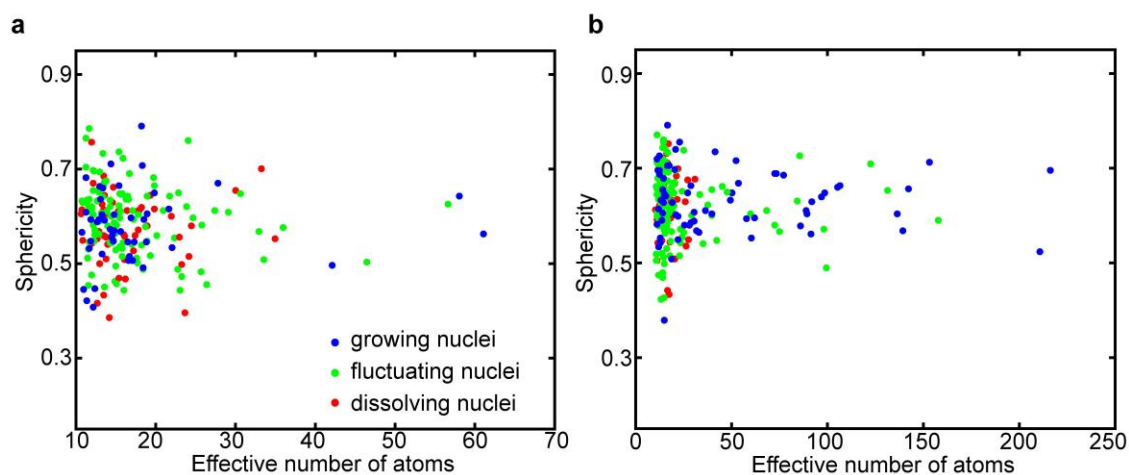 a
0.9
0.7
0.5
0.3
Sphericity
growing nuclei
fluctuating nuclei
dissolving nuclei
10 20 30 40 50 60 70
Effective number of atoms
b
0.9
0.7
0.5
0.3
Sphericity
0 50 100 150 200 250
Effective number of atoms